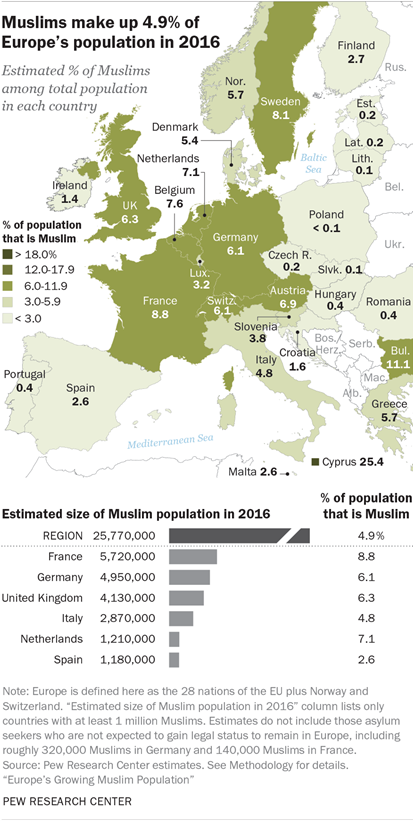 Muslims make up 4.9% of
Europe's population in 2016
Estimated % of Muslims
among total population
in each country
Finland
2.7
Rus.
Nor.
5.7
Sweden
8.1
Est.
0.2
Denmark
5.4
Lat. 0.2
Baltic
Sea
Lith.
0.1
Netherlands
7.1
Ireland
1.4
Belgium
7.6
Bel.
UK
6.3
Poland
< 0.1
% of population
that is Muslim
> 18.0%
12.0-17.9
6.0-11.9
3.0-5.9
< 3.0
Germany
6.1
Ukr.
Czech R.
0.2
Lux.
3.2
Slvk. 0.1
France
8.8
Switz.
6.1
Austria
6.9
Hungary
0.4
Romania
0.4
Slovenia
3.8
Croatia
1.6
Bos.
Herz.
Serb.
Italy
4.8
Bul.
11.1
Portugal
0.4
Spain
2.6
Mac.
Alb.
Greece
5.7
Mediterranean Sea
Malta 2.6
Cyprus 25.4
Estimated size of Muslim population in 2016
% of population
that is Muslim
REGION 25,770,000 4.9%
France 5,720,000 8.8
Germany 4,950,000 6.1
United Kingdom 4,130,000 6.3
Italy 2,870,000 4.8
Netherlands 1,210,000 7.1
Spain 1,180,000 2.6
Note: Europe is defined here as the 28 nations of the EU plus Norway and
Switzerland. "Estimated size of Muslim population in 2016" column lists only
countries with at least 1 million Muslims. Estimates do not include those asylum
seekers who are not expected to gain legal status to remain in Europe, including
roughly 320,000 Muslims in Germany and 140,000 Muslims in France.
Source: Pew Research Center estimates. See Methodology for details.
"Europe's Growing Muslim Population"
PEW RESEARCH CENTER